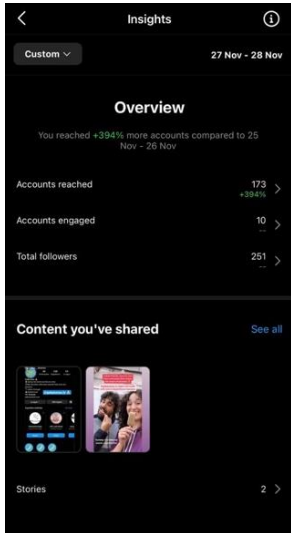 Insights
Custom
27 Nov - 28 Nov
Overview
You reached +394% more accounts compared to 25
Nov - 26 Nov
Accounts reached
173
+394%
Accounts engaged
10
--
Total followers
251
--
Content you've shared
See all
Stories
2